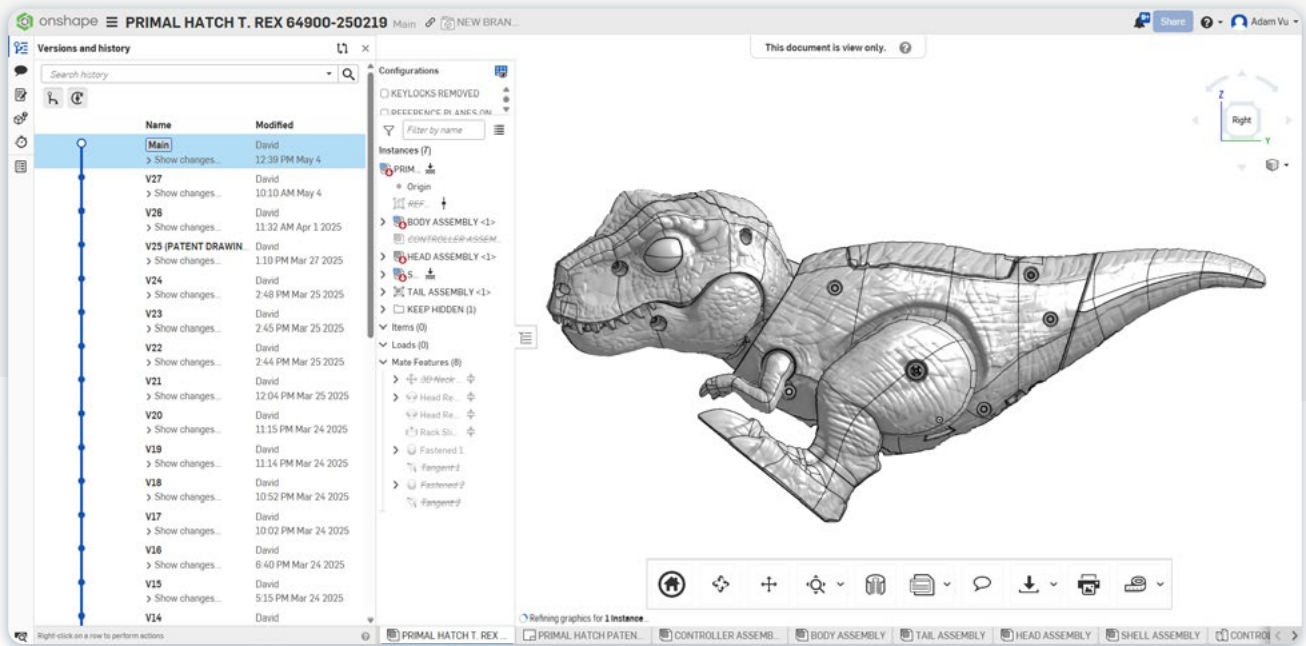 onshape PRIMAL HATCH T. REX 64900-250219 Main NEW BRAN...
Share
Adam Vu
Versions and history
Search history
Name Modified
Main David
Show changes... 12:39 PM May 4
V27 David
Show changes... 10:10 AM May 4
V26 David
Show changes... 11:32 AM Apr 1 2025
V25 (PATENT DRAWIN... David
Show changes... 1:10 PM Mar 27 2025
V24 David
Show changes... 2:48 PM Mar 25 2025
V23 David
Show changes... 2:45 PM Mar 25 2025
V22 David
Show changes... 2:44 PM Mar 25 2025
V21 David
Show changes... 12:04 PM Mar 25 2025
V20 David
Show changes... 11:15 PM Mar 24 2025
V19 David
Show changes... 11:14 PM Mar 24 2025
V18 David
Show changes... 10:52 PM Mar 24 2025
V17 David
Show changes... 10:02 PM Mar 24 2025
V16 David
Show changes... 6:40 PM Mar 24 2025
V15 David
Show changes... 5:15 PM Mar 24 2025
V14 David
Right-click on a row to perform actions
Configurations
KEYLOCKS REMOVED
REFERENCE PLANES ON
Filter by name
Instances (7)
PRIM...
Origin
REF...
BODY ASSEMBLY <1>
CONTROLLER ASSEM...
HEAD ASSEMBLY <1>
S...
TAIL ASSEMBLY <1>
KEEP HIDDEN (1)
Items (0)
Loads (0)
Mate Features (8)
3D Neck ...
Head Re...
Head Re...
Rack Sli...
Fastened 1
Tangent 1
Fastened 2
Tangent 2
This document is view only.
Z
Right
Y
Refining graphics for 1 instance...
PRIMAL HATCH T. REX ... PRIMAL HATCH PATEN... CONTROLLER ASSEMB... BODY ASSEMBLY TAIL ASSEMBLY HEAD ASSEMBLY SHELL ASSEMBLY CONTROL